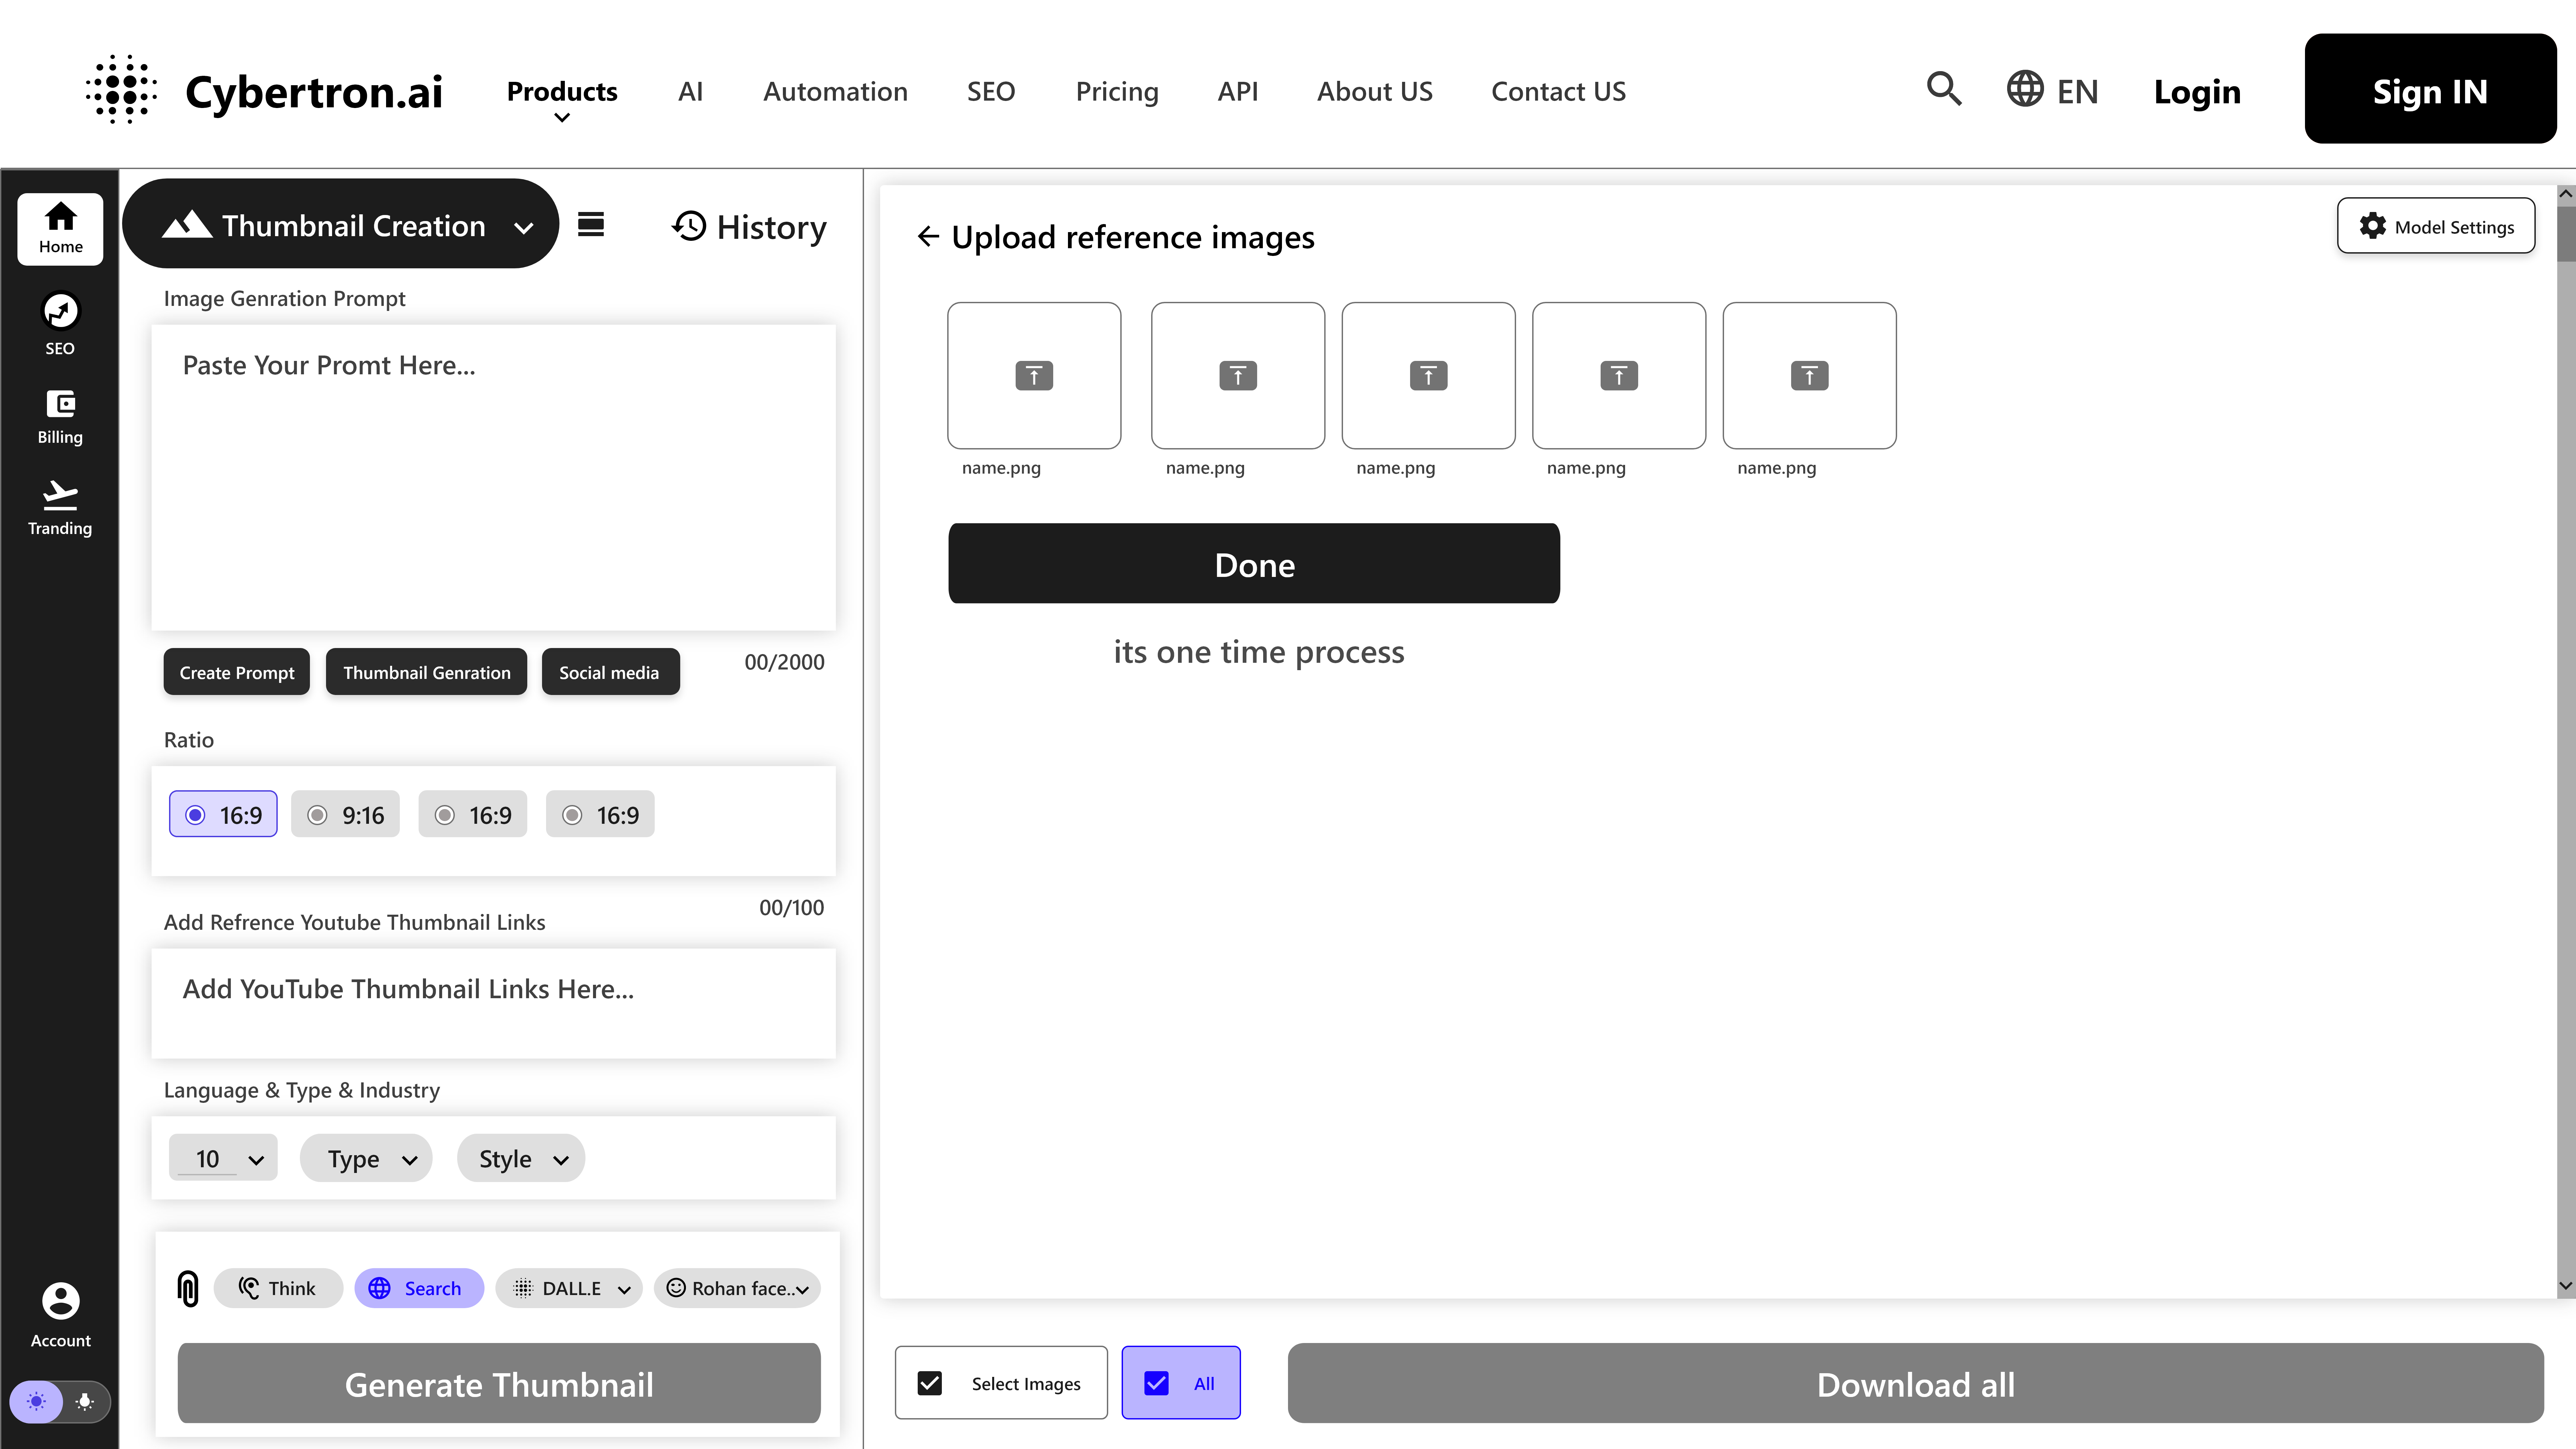 Cybertron.ai
Products
AI
Automation
SEO
Pricing
API
About US
Contact US
EN
Login
Sign IN
Home
SEO
Billing
Tranding
Account
Thumbnail Creation
History
Image Genration Prompt
Paste Your Promt Here...
Create Prompt
Thumbnail Genration
Social media
00/2000
Ratio
16:9
9:16
16:9
16:9
00/100
Add Refrence Youtube Thumbnail Links
Add YouTube Thumbnail Links Here...
Language & Type & Industry
10
Type
Style
Think
Search
DALL.E
Rohan face..
Generate Thumbnail
Upload reference images
Model Settings
name.png
name.png
name.png
name.png
name.png
Done
its one time process
Select Images
All
Download all